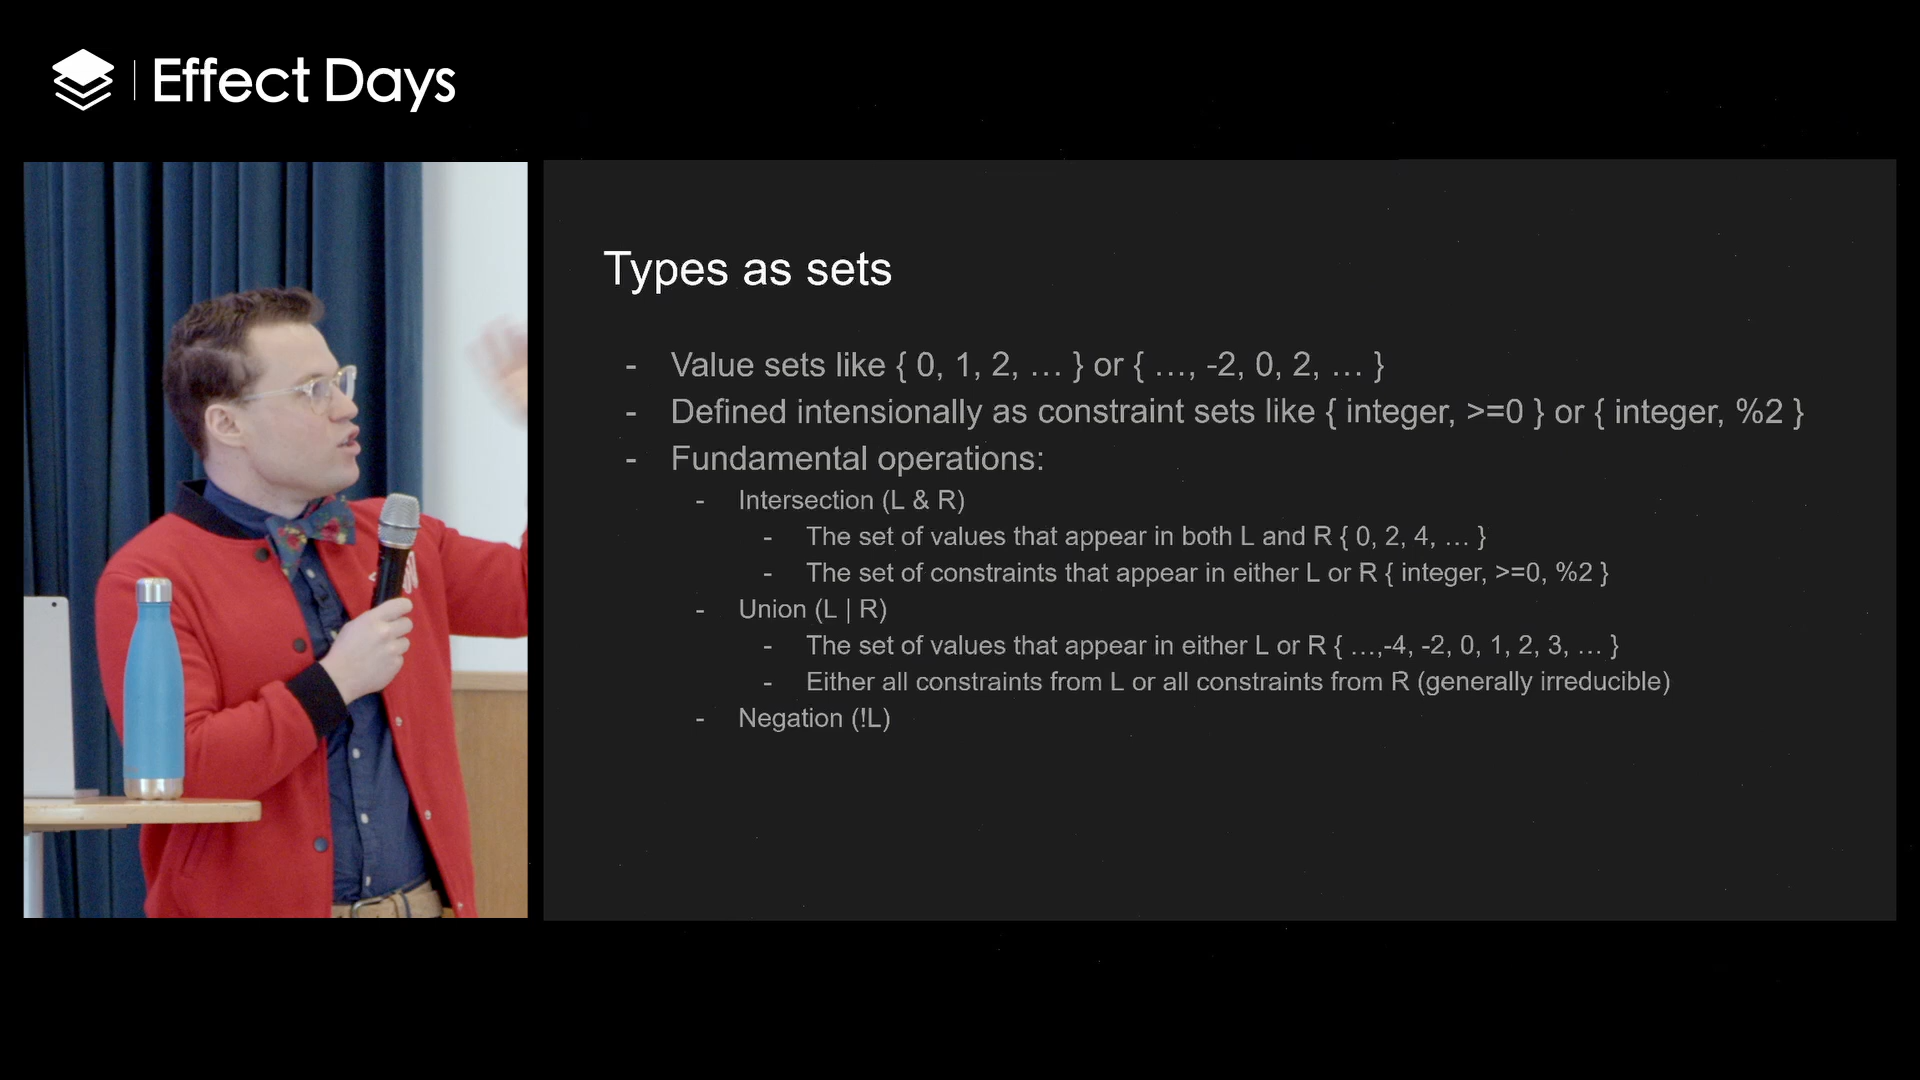 Effect Days
Types as sets
- Value sets like { 0, 1, 2, … } or { …, -2, 0, 2, … }
- Defined intensionally as constraint sets like { integer, >=0 } or { integer, %2 }
- Fundamental operations:
- Intersection (L & R)
- The set of values that appear in both L and R { 0, 2, 4, … }
- The set of constraints that appear in either L or R { integer, >=0, %2 }
- Union (L | R)
- The set of values that appear in either L or R { …,-4, -2, 0, 1, 2, 3, … }
- Either all constraints from L or all constraints from R (generally irreducible)
- Negation (!L)